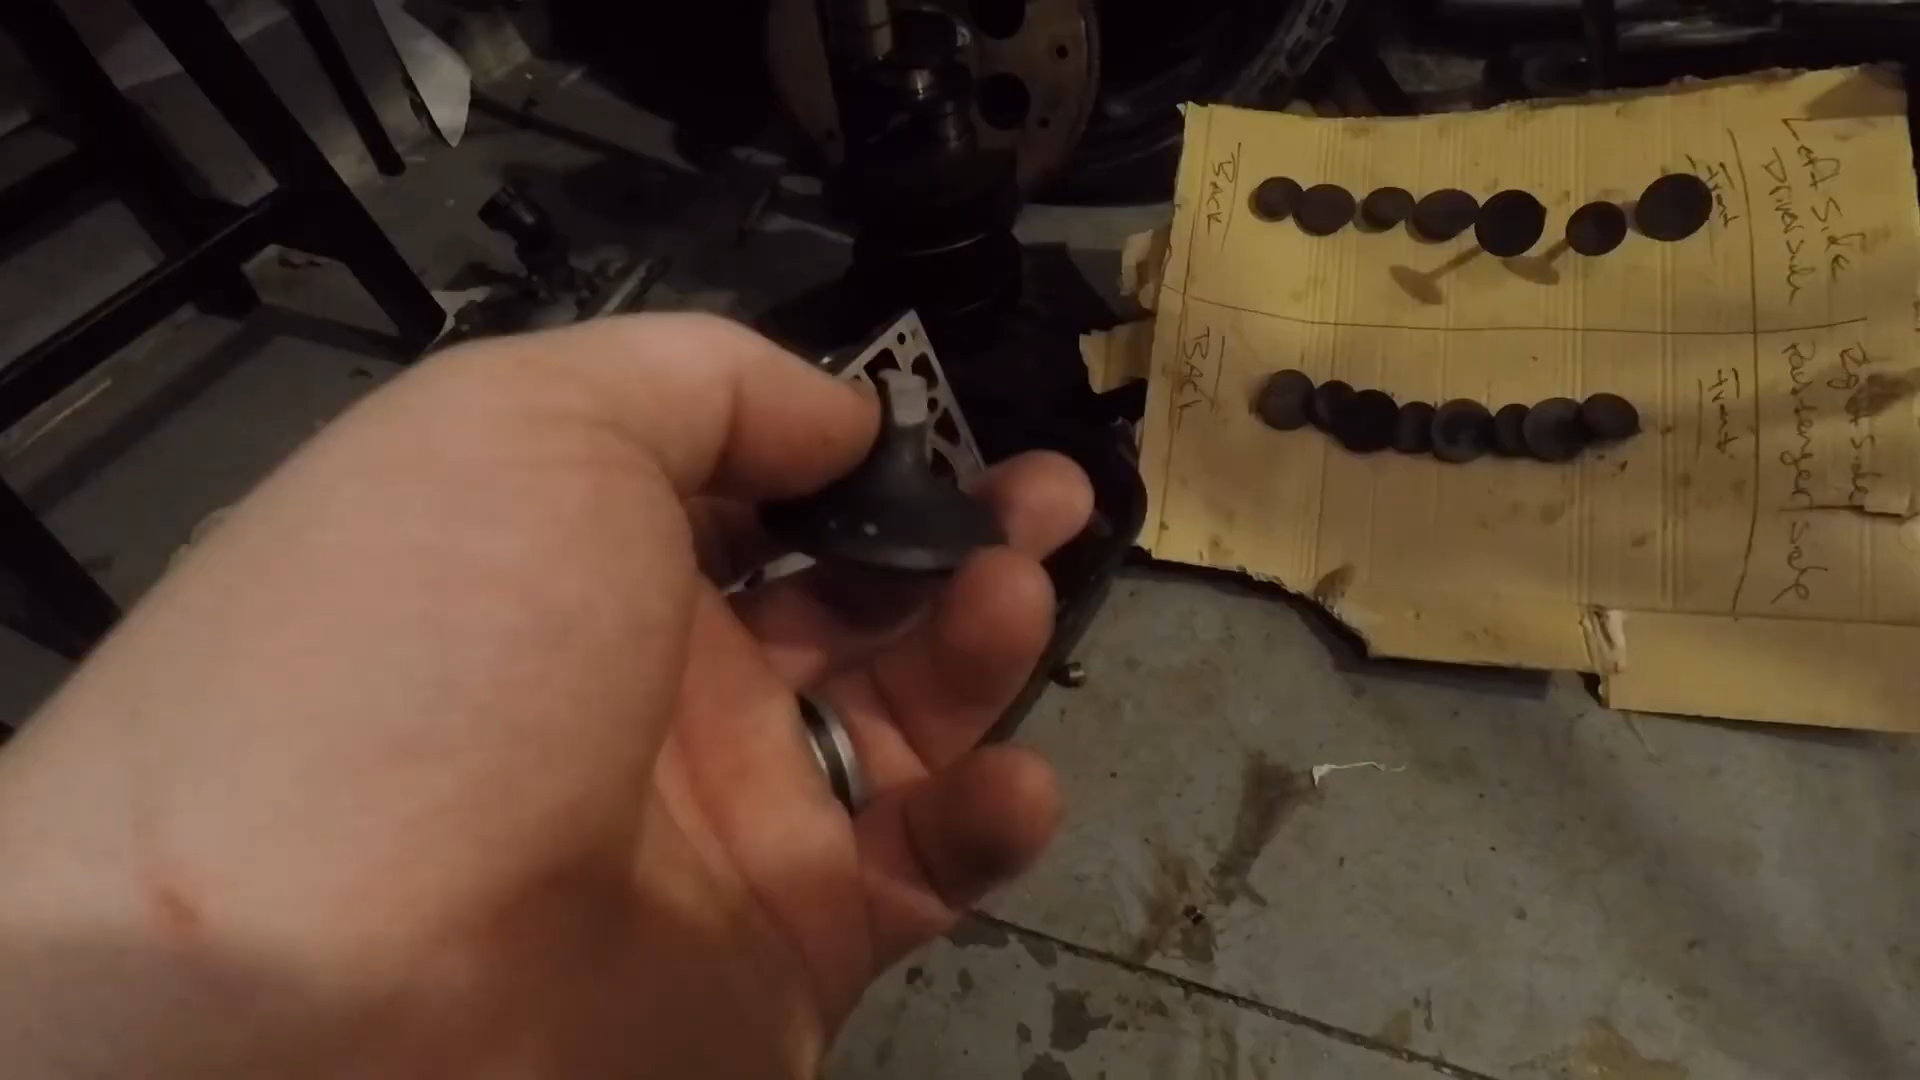 Left Side
Driver side
Front
Back
Right Side
Passenger Side
front
BACK